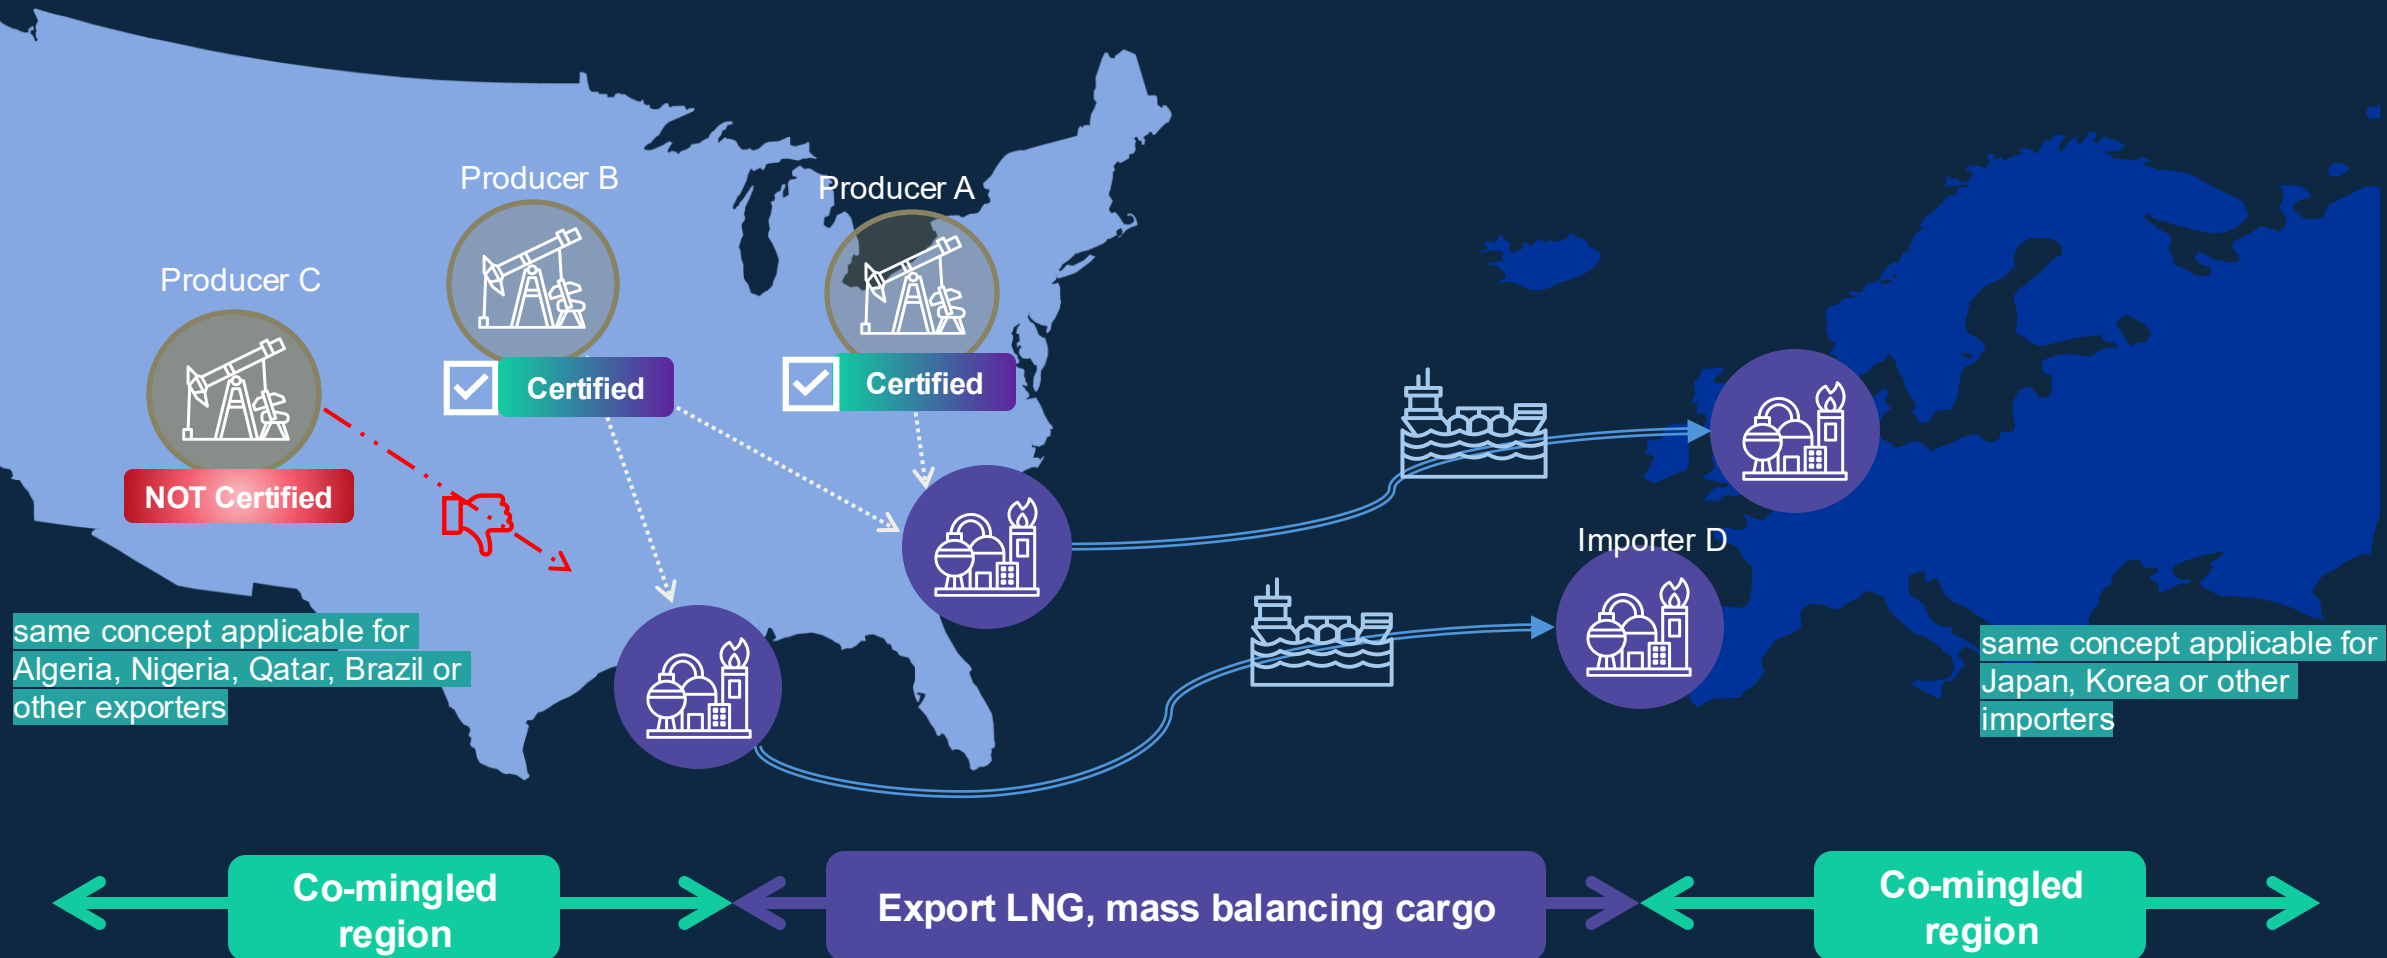 Producer B
Producer A
Producer C
Certified
Certified
NOT Certified
Importer D
same concept applicable for
Algeria, Nigeria, Qatar, Brazil or
other exporters
same concept applicable for
Japan, Korea or other
importers
Co-mingled
region
Export LNG, mass balancing cargo
Co-mingled
region